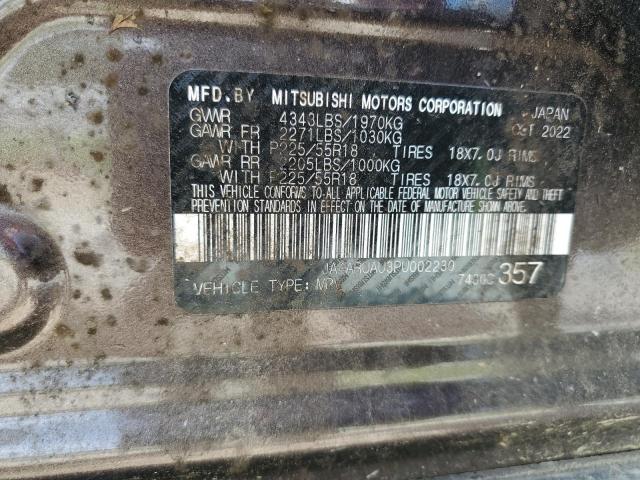 MFD. BY MITSUBISHI MOTORS CORPORATION JAPAN
GVWR 4343LBS/1970KG OCT 2022
GAWR FR 2271LBS/1030KG
WITH P225/55R18 TIRES 18X7.0J RIMS
GAWR RR 2205LBS/1000KG
WITH P225/55R18 TIRES 18X7.0J RIMS
THIS VEHICLE CONFORMS TO ALL APPLICABLE FEDERAL MOTOR VEHICLE SAFETY AND THEFT
PREVENTION STANDARDS IN EFFECT ON THE DATE OF MANUFACTURE SHOWN ABOVE.
VEHICLE TYPE: MPV 357